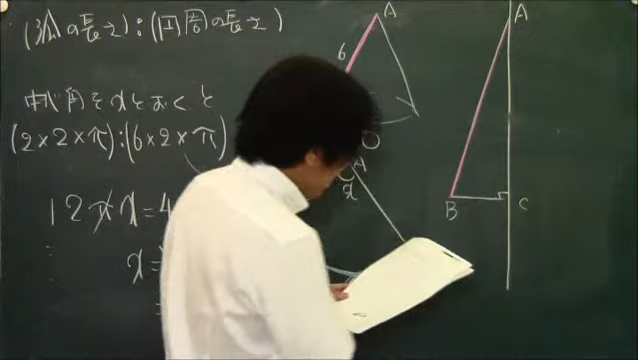 (弧の長さ):(円周の長さ)
中心角をxとおくと
(2×2×π):(6×2×π)
12πx=4
x=
A
6
A
x
A
B
C